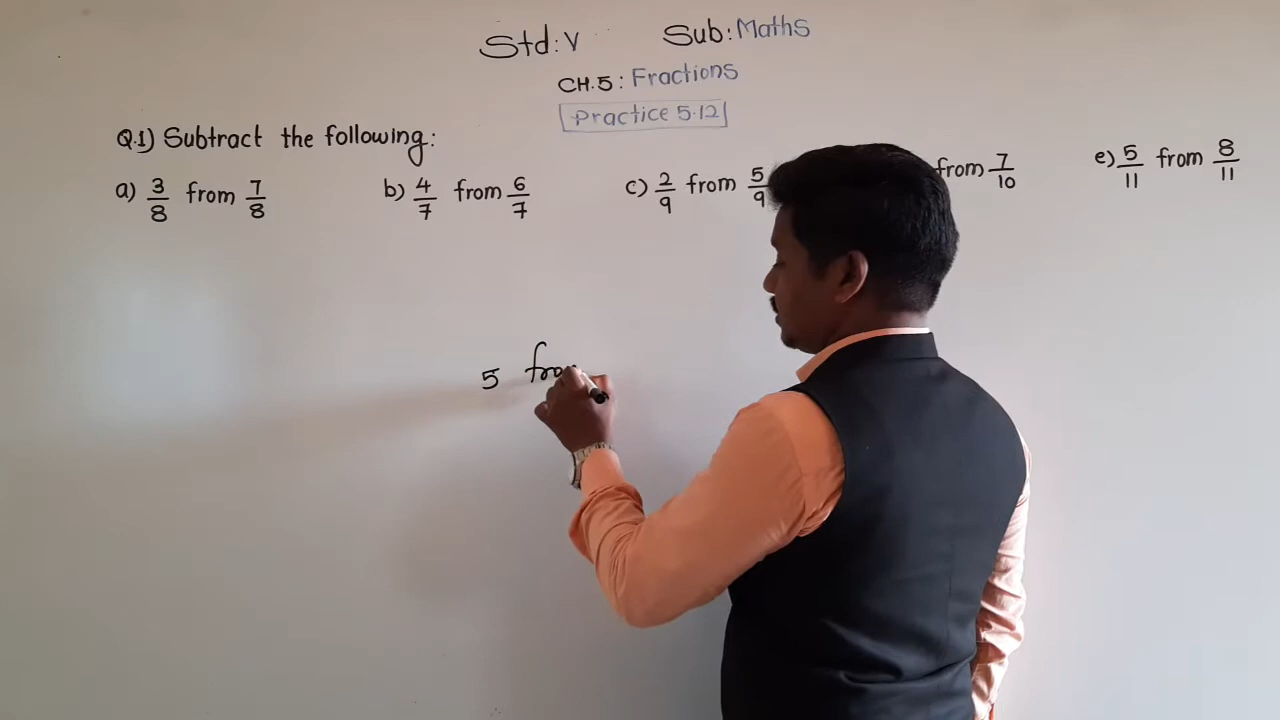 Std: V Sub: Maths
CH.5: Fractions
Practice 5.12
Q.1) Subtract the following:
a) 3/8 from 7/8 b) 4/7 from 6/7 c) 2/9 from 5/9 from 7/10 e) 5/11 from 8/11
5